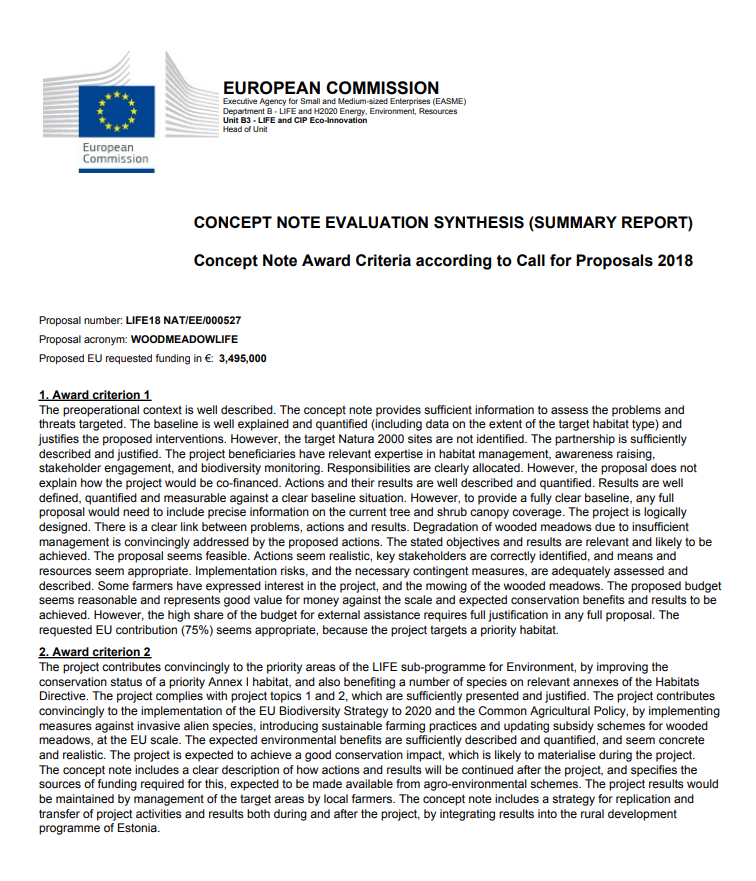 European
Commission
EUROPEAN COMMISSION
Executive Agency for Small and Medium-sized Enterprises (EASME)
Department B - LIFE and H2020 Energy, Environment, Resources
Unit B3 - LIFE and CIP Eco-Innovation
Head of Unit
CONCEPT NOTE EVALUATION SYNTHESIS (SUMMARY REPORT)
Concept Note Award Criteria according to Call for Proposals 2018
Proposal number: LIFE18 NAT/EE/000527
Proposal acronym: WOODMEADOWLIFE
Proposed EU requested funding in €: 3,495,000
1. Award criterion 1
The preoperational context is well described. The concept note provides sufficient information to assess the problems and
threats targeted. The baseline is well explained and quantified (including data on the extent of the target habitat type) and
justifies the proposed interventions. However, the target Natura 2000 sites are not identified. The partnership is sufficiently
described and justified. The project beneficiaries have relevant expertise in habitat management, awareness raising,
stakeholder engagement, and biodiversity monitoring. Responsibilities are clearly allocated. However, the proposal does not
explain how the project would be co-financed. Actions and their results are well described and quantified. Results are well
defined, quantified and measurable against a clear baseline situation. However, to provide a fully clear baseline, any full
proposal would need to include precise information on the current tree and shrub canopy coverage. The project is logically
designed. There is a clear link between problems, actions and results. Degradation of wooded meadows due to insufficient
management is convincingly addressed by the proposed actions. The stated objectives and results are relevant and likely to be
achieved. The proposal seems feasible. Actions seem realistic, key stakeholders are correctly identified, and means and
resources seem appropriate. Implementation risks, and the necessary contingent measures, are adequately assessed and
described. Some farmers have expressed interest in the project, and the mowing of the wooded meadows. The proposed budget
seems reasonable and represents good value for money against the scale and expected conservation benefits and results to be
achieved. However, the high share of the budget for external assistance requires full justification in any full proposal. The
requested EU contribution (75%) seems appropriate, because the project targets a priority habitat.
2. Award criterion 2
The project contributes convincingly to the priority areas of the LIFE sub-programme for Environment, by improving the
conservation status of a priority Annex I habitat, and also benefiting a number of species on relevant annexes of the Habitats
Directive. The project complies with project topics 1 and 2, which are sufficiently presented and justified. The project contributes
convincingly to the implementation of the EU Biodiversity Strategy to 2020 and the Common Agricultural Policy, by implementing
measures against invasive alien species, introducing sustainable farming practices and updating subsidy schemes for wooded
meadows, at the EU scale. The expected environmental benefits are sufficiently described and quantified, and seem concrete
and realistic. The project is expected to achieve a good conservation impact, which is likely to materialise during the project.
The concept note includes a clear description of how actions and results will be continued after the project, and specifies the
sources of funding required for this, expected to be made available from agro-environmental schemes. The project results would
be maintained by management of the target areas by local farmers. The concept note includes a strategy for replication and
transfer of project activities and results both during and after the project, by integrating results into the rural development
programme of Estonia.